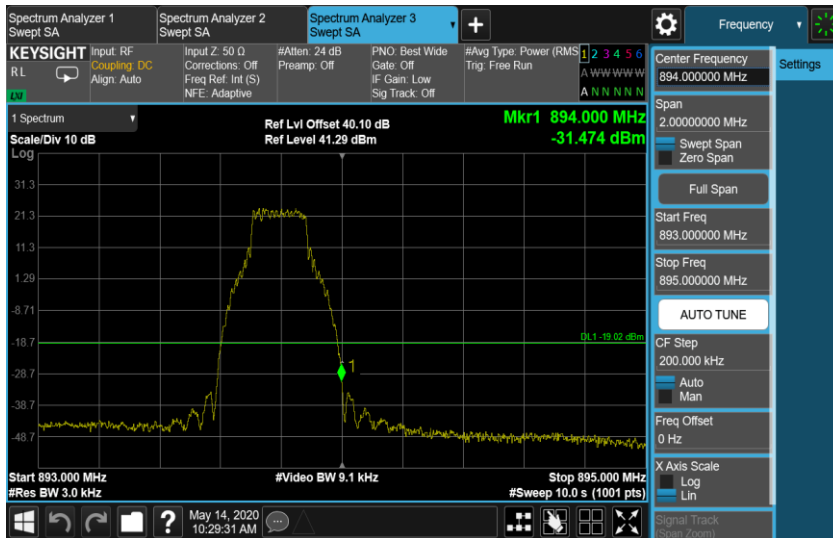 Spectrum Analyzer 1
Swept SA
Spectrum Analyzer 2
Swept SA
Spectrum Analyzer 3
Swept SA
Frequency
KEYSIGHT
R L
LXI
Input: RF
Coupling: DC
Align: Auto
Input Z: 50 Ω
Corrections: Off
Freq Ref: Int (S)
NFE: Adaptive
#Atten: 24 dB
Preamp: Off
PNO: Best Wide
Gate: Off
IF Gain: Low
Sig Track: Off
#Avg Type: Power (RMS
Trig: Free Run
1 2 3 4 5 6
A W W W W W
A N N N N N
1 Spectrum
Scale/Div 10 dB
Ref Lvl Offset 40.10 dB
Ref Level 41.29 dBm
Mkr1 894.000 MHz
-31.474 dBm
Log
31.3
21.3
11.3
1.29
-8.71
-18.7
-28.7
-38.7
-48.7
DL1 -19.02 dBm
1
Start 893.000 MHz
#Res BW 3.0 kHz
#Video BW 9.1 kHz
Stop 895.000 MHz
#Sweep 10.0 s (1001 pts)
Center Frequency
894.000000 MHz
Settings
Span
2.00000000 MHz
Swept Span
Zero Span
Full Span
Start Freq
893.000000 MHz
Stop Freq
895.000000 MHz
AUTO TUNE
CF Step
200.000 kHz
Auto
Man
Freq Offset
0 Hz
X Axis Scale
Log
Lin
Signal Track
(Span Zoom)
May 14, 2020
10:29:31 AM